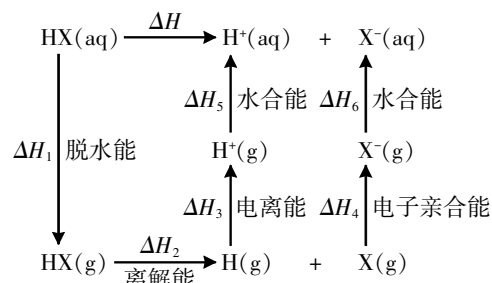 HX(aq) ΔH H⁺(aq) + X⁻(aq)
ΔH₁ 脱水能 ΔH₅ 水合能 ΔH₆ 水合能
H⁺(g) X⁻(g)
ΔH₃ 电离能 ΔH₄ 电子亲合能
HX(g) ΔH₂ 离解能 H(g) + X(g)